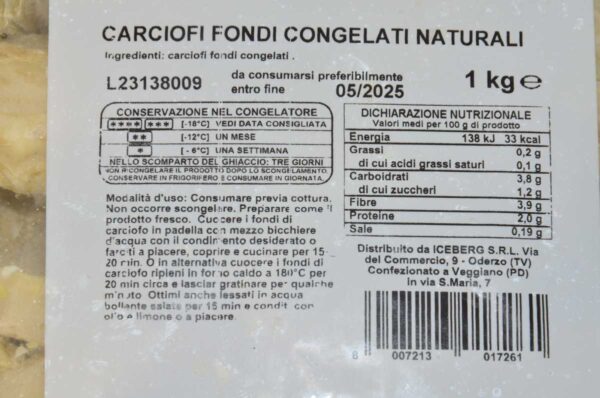 CARCIOFI FONDI CONGELATI NATURALI
Ingredienti: carciofi fondi congelati .
L23138009
da consumarsi preferibilmente
entro fine 05/2025
1 kg ℮
CONSERVAZIONE NEL CONGELATORE
**** *** [-18°C] VEDI DATA CONSIGLIATA
** [-12°C] UN MESE
* [- 6°C] UNA SETTIMANA
NELLO SCOMPARTO DEL GHIACCIO: TRE GIORNI
NON RICONGELARE IL PRODOTTO DOPO LO SCONGELAMENTO.
CONSERVARE IN FRIGORIFERO E CONSUMARE IN GIORNATA.
Modalità d'uso: Consumare previa cottura.
Non occorre scongelare. Preparare come il
prodotto fresco. Cuocere i fondi di
carciofo in padella con mezzo bicchiere
d'acqua con il condimento desiderato o
farciti a piacere, coprire e cucinare per 15-
20 min. O in alternativa cuocere i fondi di
carciofo ripieni in forno caldo a 180°C per
20 min circa e lasciar gratinare per qualche
minuto. Ottimi anche lessati in acqua
bollente salata per 15 min e conditi con
olio e limone o a piacere.
DICHIARAZIONE NUTRIZIONALE
Valori medi per 100 g di prodotto
Energia 138 kJ 33 kcal
Grassi 0,2 g
di cui acidi grassi saturi 0,1 g
Carboidrati 3,8 g
di cui zuccheri 1,2 g
Fibre 3,9 g
Proteine 2,0 g
Sale 0,19 g
Distribuito da ICEBERG S.R.L. Via
del Commercio, 9 - Oderzo (TV)
Confezionato a Veggiano (PD)
in via S.Maria, 7
8 007213 017261